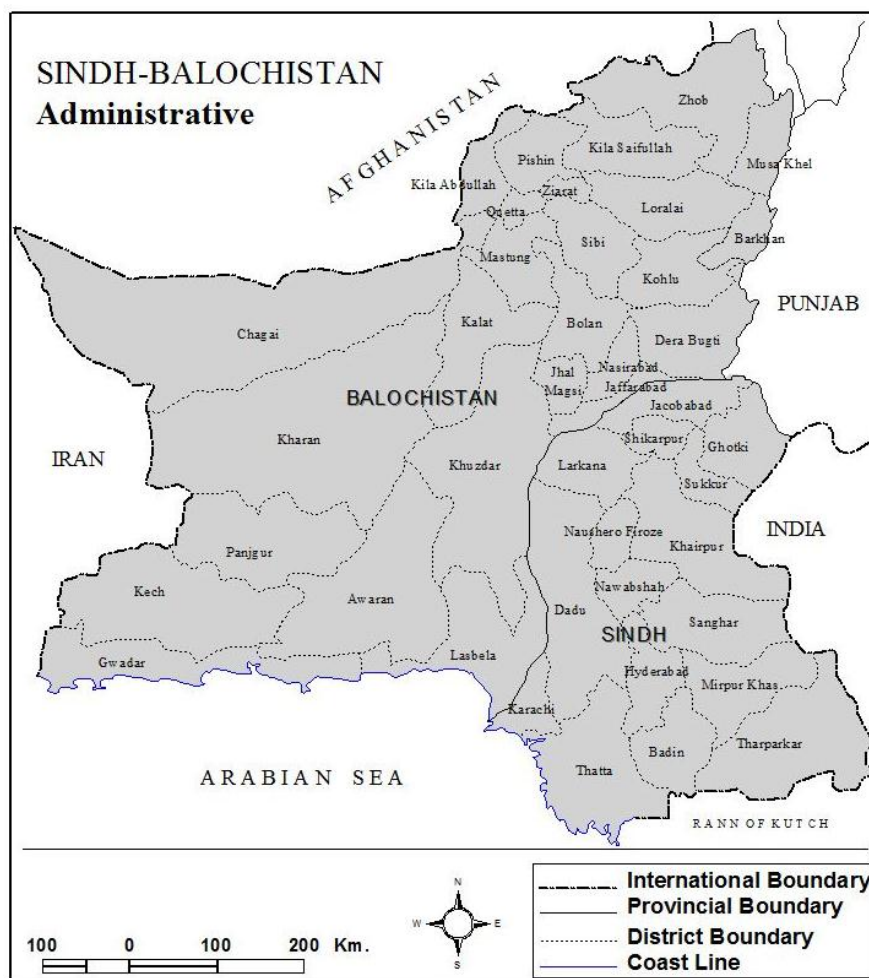 SINDH-BALOCHISTAN
Administrative
AFGHANISTAN
Zhob
Pishin
Kila Saifullah
Musa Khel
Kila Abdullah
Ziarat
Quetta
Loralai
Barkhan
Sibi
Mastung
Kohlu
PUNJAB
Chagai
Kalat
Bolan
Dera Bugti
Nasirabad
Jhal
Magsi
Jaffarabad
BALOCHISTAN
Jacobabad
Kharan
Shikarpur
Ghotki
IRAN
Khuzdar
Larkana
Sukkur
INDIA
Naushero Firoze
Khairpur
Panjgur
Kech
Nawabshah
Awaran
Dadu
Sanghar
SINDH
Gwadar
Lasbela
Hyderabad
Mirpur Khas
Karachi
Badin
Tharparkar
Thatta
ARABIAN SEA
RANN OF KUTCH
N
W
E
S
100 0 100 200 Km.
International Boundary
Provincial Boundary
District Boundary
Coast Line